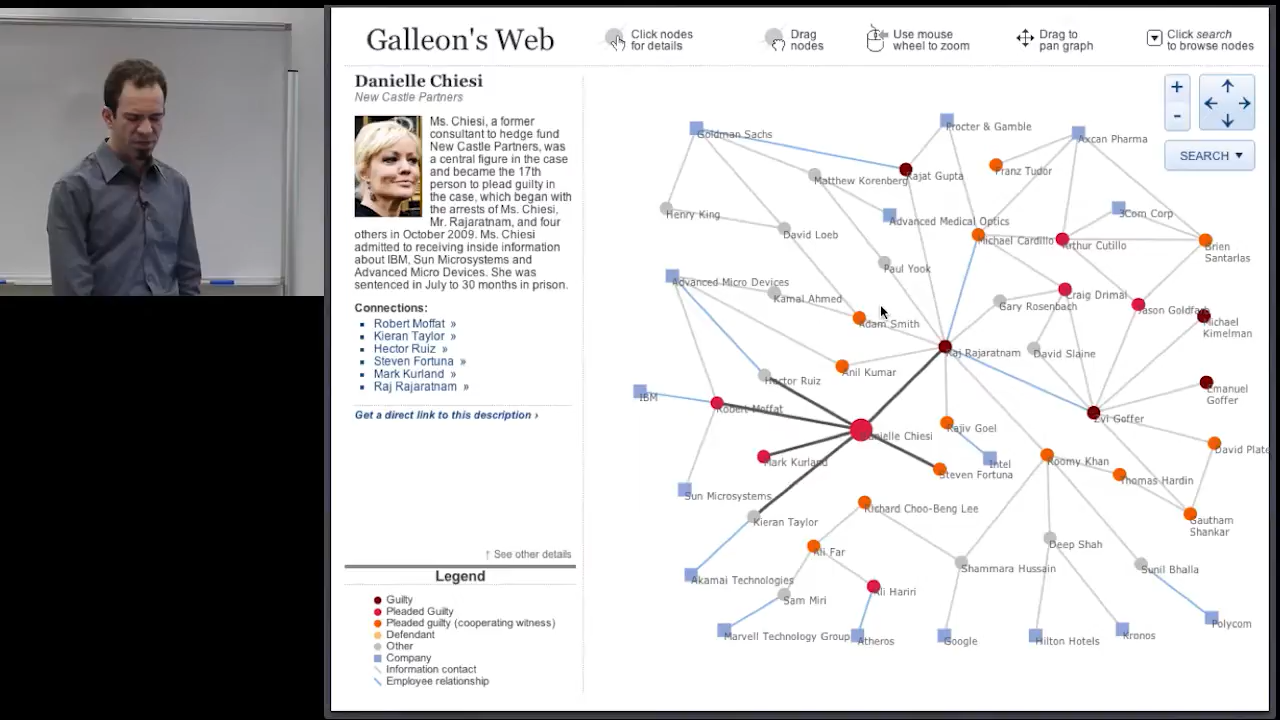 Galleon's Web
Click nodes
for details
Drag
nodes
Use mouse
wheel to zoom
Drag to
pan graph
Click search
to browse nodes
Danielle Chiesi
New Castle Partners
Ms. Chiesi, a former
consultant to hedge fund
New Castle Partners, was
a central figure in the case
and became the 17th
person to plead guilty in
the case, which began with
the arrests of Ms. Chiesi,
Mr. Rajaratnam, and four
others in October 2009. Ms. Chiesi
admitted to receiving inside information
about IBM, Sun Microsystems and
Advanced Micro Devices. She was
sentenced in July to 30 months in prison.
Connections:
Robert Moffat »
Kieran Taylor »
Hector Ruiz »
Steven Fortuna »
Mark Kurland »
Raj Rajaratnam »
Get a direct link to this description ›
↑ See other details
Legend
Guilty
Pleaded Guilty
Pleaded guilty (cooperating witness)
Defendant
Other
Company
Information contact
Employee relationship
+
-
SEARCH
Goldman Sachs
Procter & Gamble
Axcan Pharma
Matthew Korenberg
Rajat Gupta
Franz Tudor
Henry King
Advanced Medical Optics
3Com Corp
David Loeb
Michael Cardillo
Arthur Cutillo
Brien
Santarlas
Paul Yook
Advanced Micro Devices
Kamal Ahmed
Gary Rosenbach
Craig Drimal
Jason Goldfarb
Adam Smith
Michael
Kimelman
Raj Rajaratnam
David Slaine
Hector Ruiz
Anil Kumar
Emanuel
Goffer
IBM
Robert Moffat
Zvi Goffer
Danielle Chiesi
Rajiv Goel
David Plate
Mark Kurland
Intel
Steven Fortuna
Roomy Khan
Thomas Hardin
Sun Microsystems
Kieran Taylor
Richard Choo-Beng Lee
Gautham
Shankar
Ali Far
Deep Shah
Shammara Hussain
Sunil Bhalla
Akamai Technologies
Sam Miri
Ali Hariri
Polycom
Marvell Technology Group
Atheros
Google
Hilton Hotels
Kronos